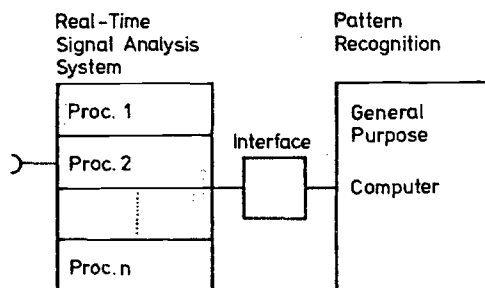 Real-Time
Signal Analysis
System
Proc. 1
Proc. 2
Proc. n
Interface
Pattern
Recognition
General
Purpose
Computer